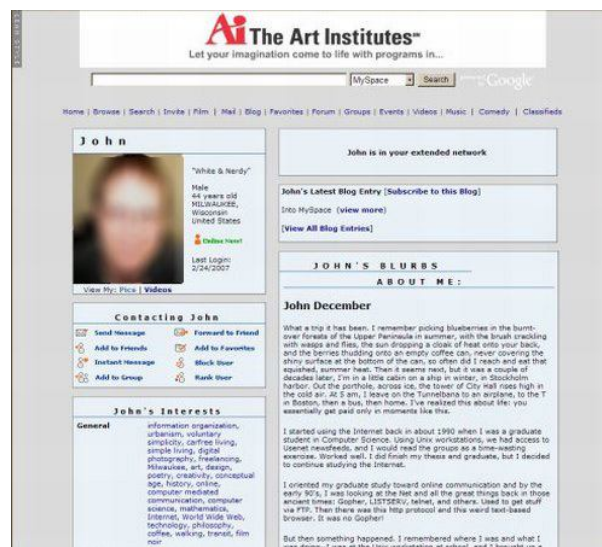 Ai The Art Institutes
Let your imagination come to life with programs in...
MySpace
Search
Google
Home | Browse | Search | Invite | Film | Mail | Blog | Favorites | Forum | Groups | Events | Videos | Music | Comedy | Classifieds
John
"White & Nerdy"
Male
44 years old
MILWAUKEE,
Wisconsin
United States
Online Now!
Last Login:
2/24/2007
View My: Pics | Videos
Contacting John
Send Message
Forward to Friend
Add to Friends
Add to Favorites
Instant Message
Block User
Add to Group
Rank User
John's Interests
General
information organization,
urbanism, voluntary
simplicity, carfree living,
simple living, digital
photography, freelancing,
Milwaukee, art, design,
poetry, creativity, conceptual
age, history, online,
computer mediated
communication, computer
science, mathematics,
Internet, World Wide Web,
technology, philosophy,
coffee, walking, transit, film
noir
John is in your extended network
John's Latest Blog Entry [Subscribe to this Blog]
Into MySpace (view more)
[View All Blog Entries]
JOHN'S BLURBS
ABOUT ME:
John December
What a trip it has been. I remember picking blueberries in the burnt-
over forests of the Upper Peninsula in summer, with the brush crackling
with wasps and flies, the sun dropping a cloak of heat onto your back,
and the berries thudding onto an empty coffee can, never covering the
shiny surface at the bottom of the can, so often did I reach and eat that
squished, summer heat. Then it seems next, but it was a couple of
decades later, I'm in a little cabin on a ship in winter, in Stockholm
harbor. Out the porthole, across ice, the tower of City Hall rises high in
the cold air. At 5 am, I leave on the Tunnelbana to an airplane, to the T
in Boston, then a bus, then home. I've realized this about life: you
essentially get paid only in moments like this.
I started using the Internet back in about 1990 when I was a graduate
student in Computer Science. Using Unix workstations, we had access to
Usenet newsfeeds, and I would read the groups as a time-wasting
exercise. Worked well. I did finish my thesis and graduate, but I decided
to continue studying the Internet.
I oriented my graduate study toward online communication and by the
early 90's, I was looking at the Net and all the great things back in those
ancient times: Gopher, LISTSERV, telnet, and others. Used to get stuff
via FTP. Then there was this http protocol and this weird text-based
browser. It was no Gopher!
But then something happened. I remembered where I was and what I